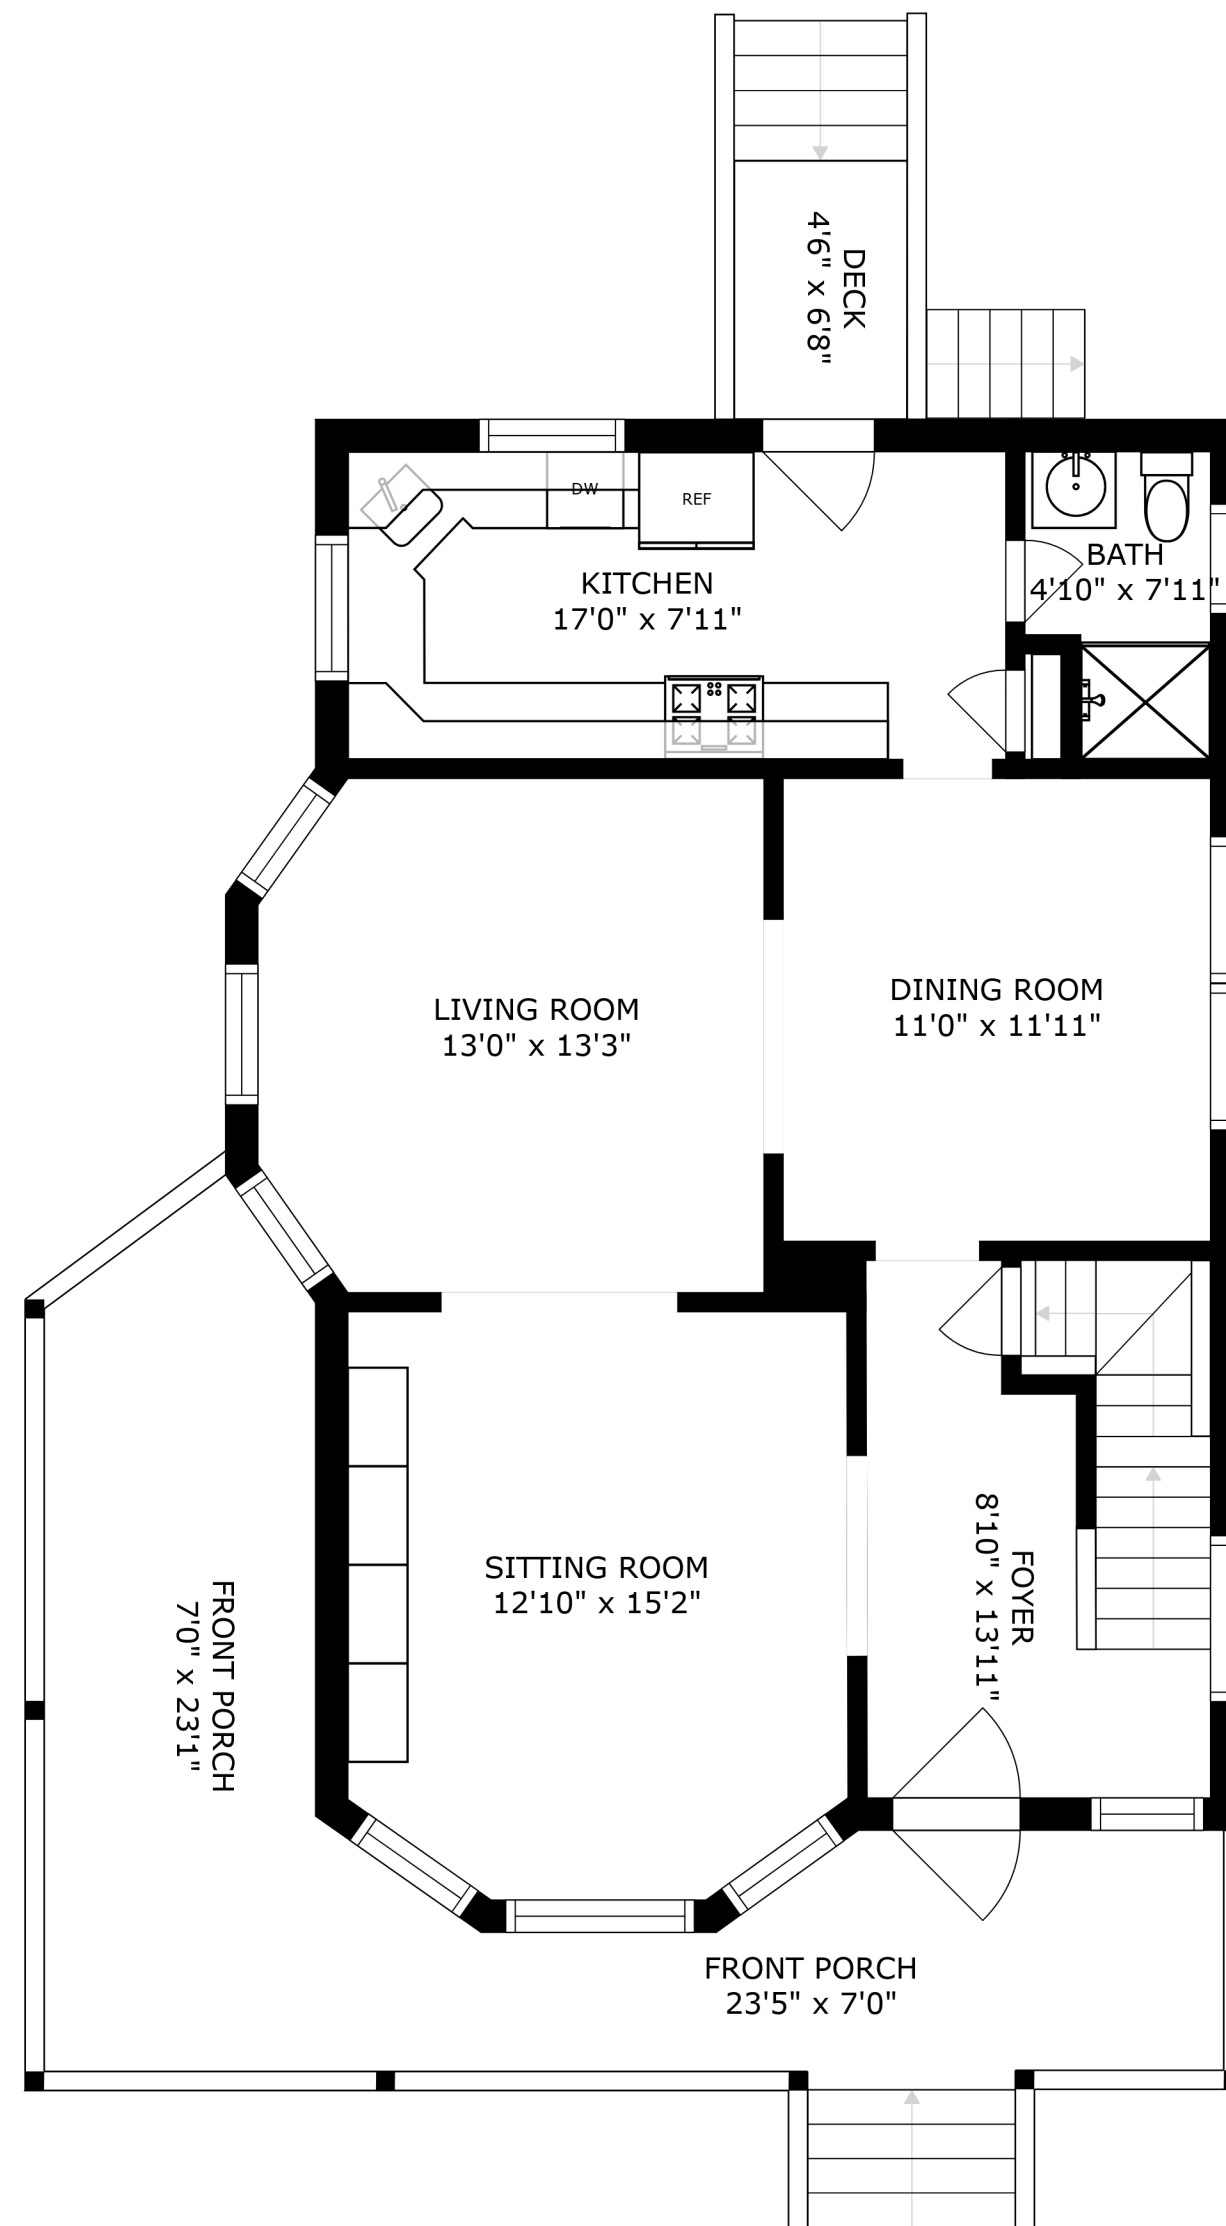 DECK
4'6" x 6'8"
DW
REF
BATH
4'10" x 7'11"
KITCHEN
17'0" x 7'11"
LIVING ROOM
13'0" x 13'3"
DINING ROOM
11'0" x 11'11"
SITTING ROOM
12'10" x 15'2"
FOYER
8'10" x 13'11"
FRONT PORCH
7'0" x 23'1"
FRONT PORCH
23'5" x 7'0"